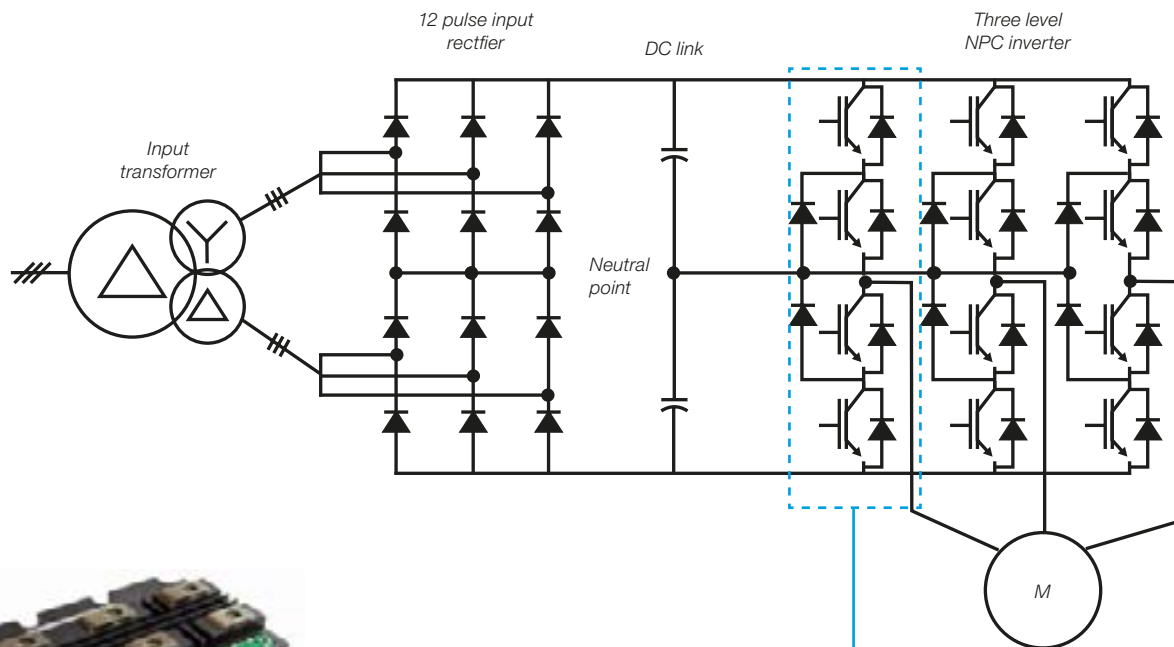 12 pulse input
rectfier
Three level
NPC inverter
DC link
Input
transformer
Neutral
point
M